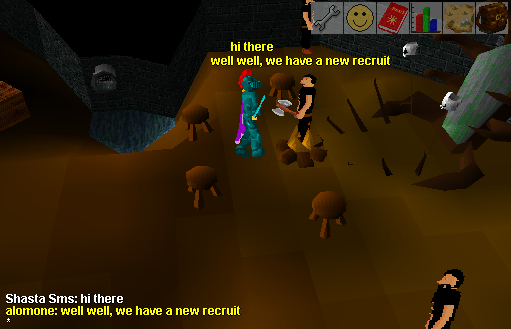 hi there
well well, we have a new recruit
Shasta Sms: hi there
alomone: well well, we have a new recruit
*